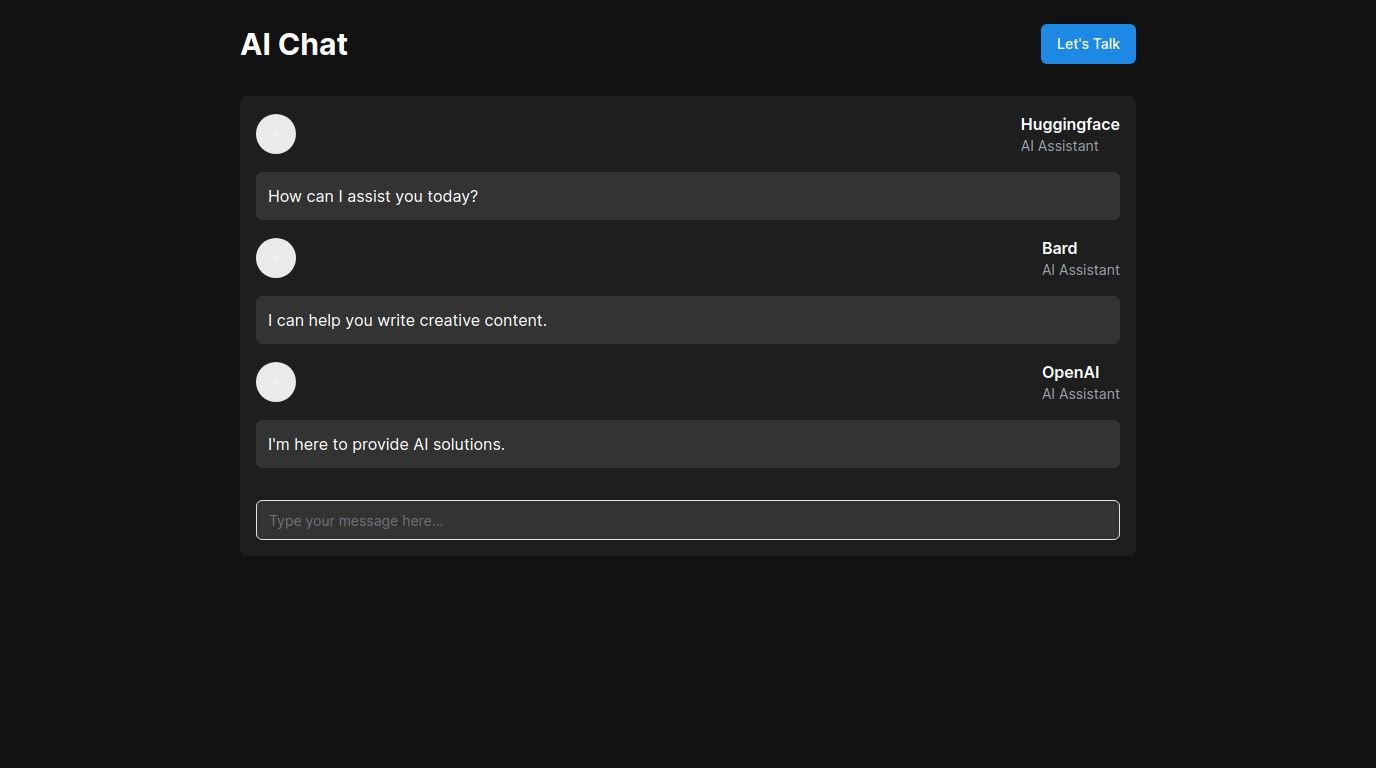 AI Chat
Let's Talk
Huggingface
AI Assistant
How can I assist you today?
Bard
AI Assistant
I can help you write creative content.
OpenAI
AI Assistant
I'm here to provide AI solutions.
Type your message here...